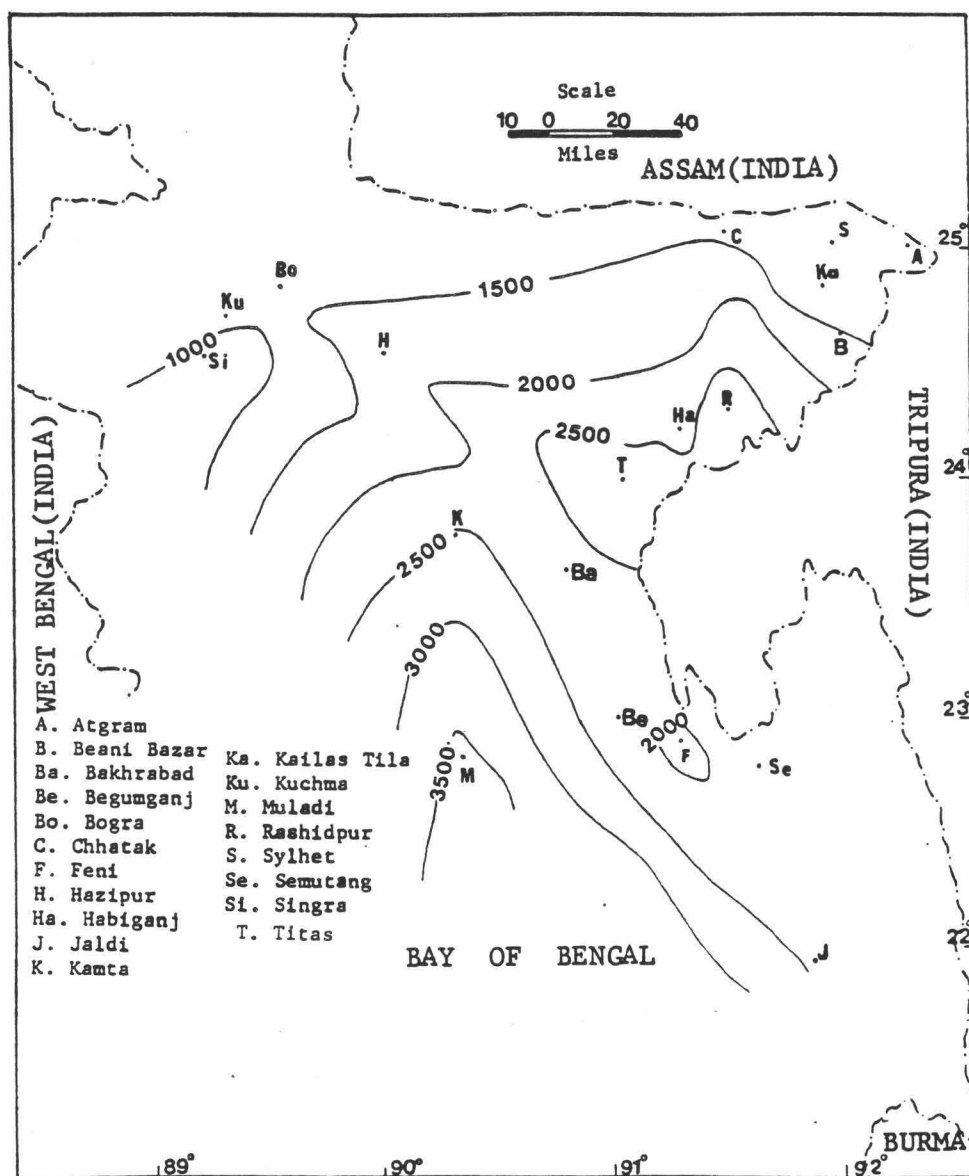 Scale
10 0 20 40
Miles
ASSAM(INDIA)
C
S
25°
A
Bo
Ka
Ku
1500
H
B
1000
Si
2000
R
Ha
2500
T
24°
TRIPURA(INDIA)
WEST BENGAL(INDIA)
K
2500
Ba
3000
Be
2000
23°
F
Se
3500
M
A. Atgram
B. Beani Bazar
Ba. Bakhrabad
Be. Begumganj
Bo. Bogra
C. Chhatak
F. Feni
H. Hazipur
Ha. Habiganj
J. Jaldi
K. Kamta
Ka. Kailas Tila
Ku. Kuchma
M. Muladi
R. Rashidpur
S. Sylhet
Se. Semutang
Si. Singra
T. Titas
22°
BAY OF BENGAL
J
BURMA
89°
90°
91°
92°